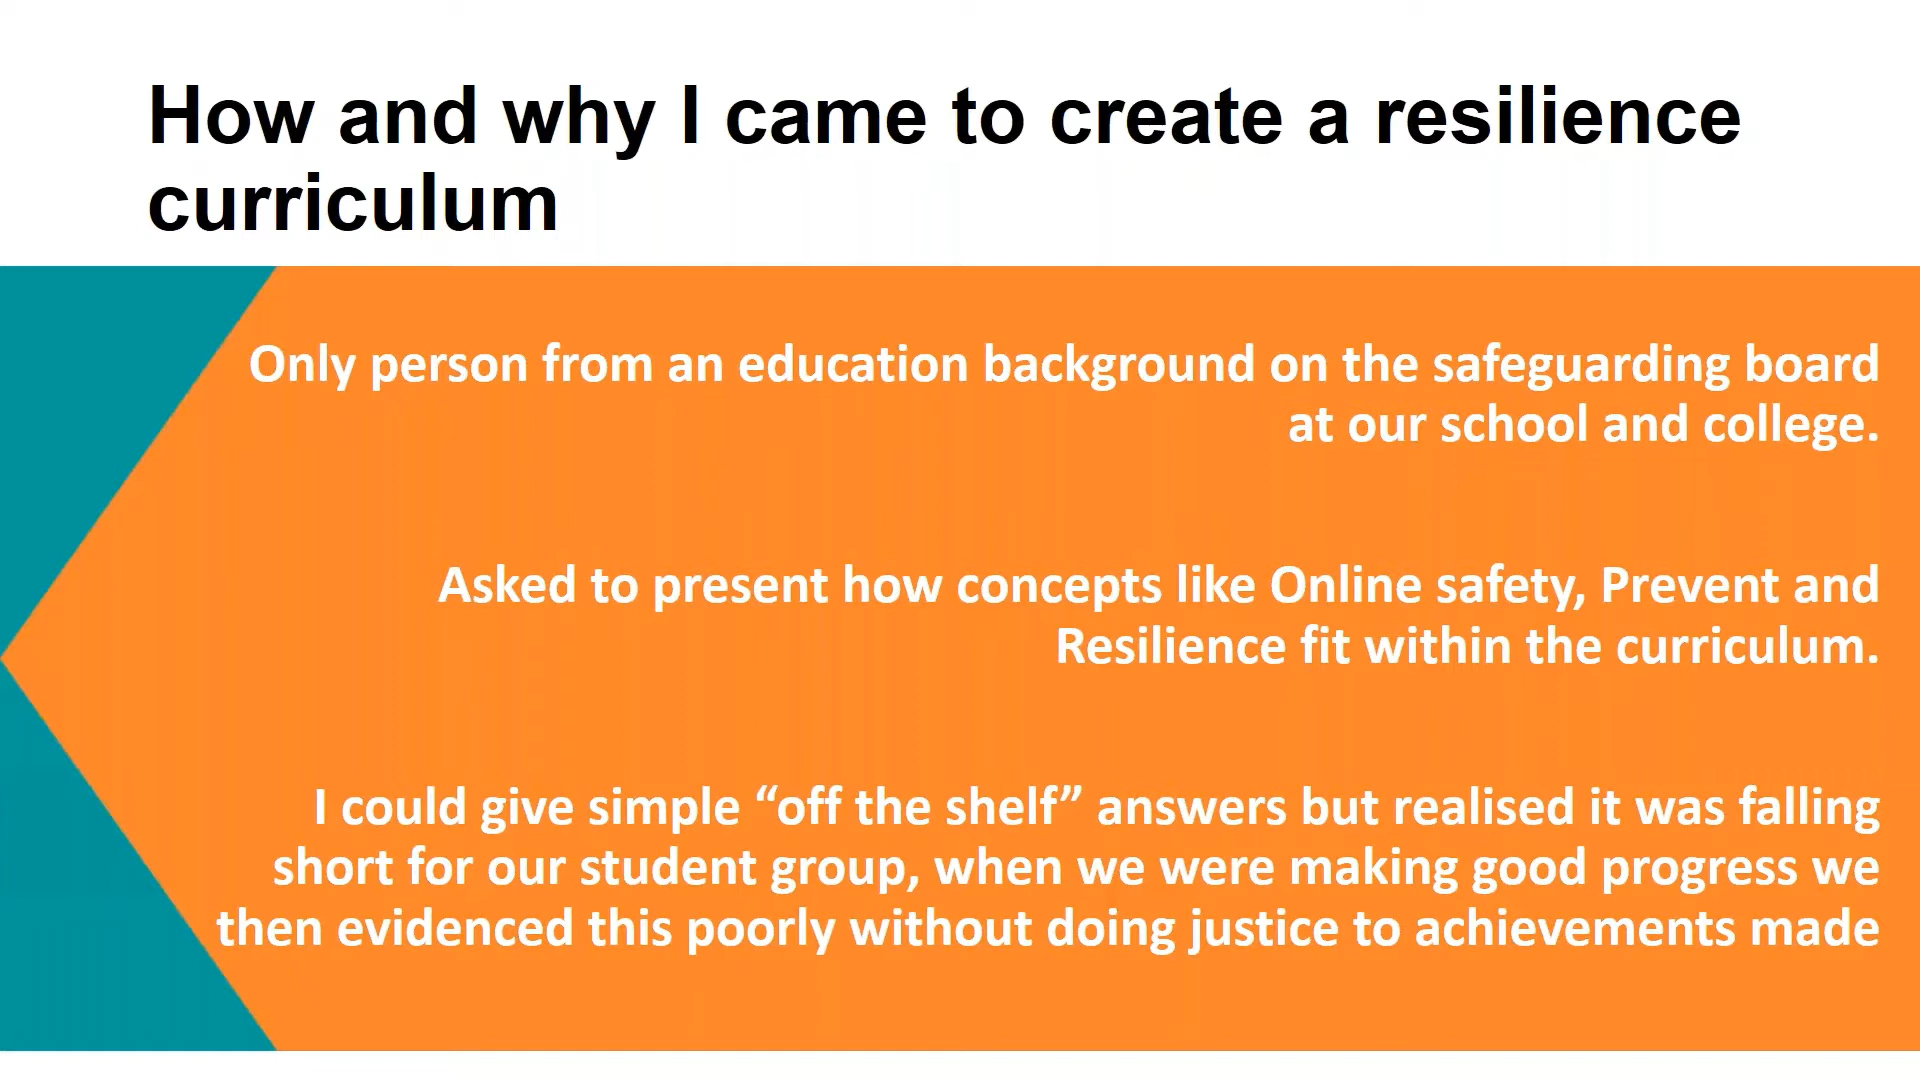 How and why I came to create a resilience
curriculum
Only person from an education background on the safeguarding board
at our school and college.
Asked to present how concepts like Online safety, Prevent and
Resilience fit within the curriculum.
I could give simple “off the shelf” answers but realised it was falling
short for our student group, when we were making good progress we
then evidenced this poorly without doing justice to achievements made